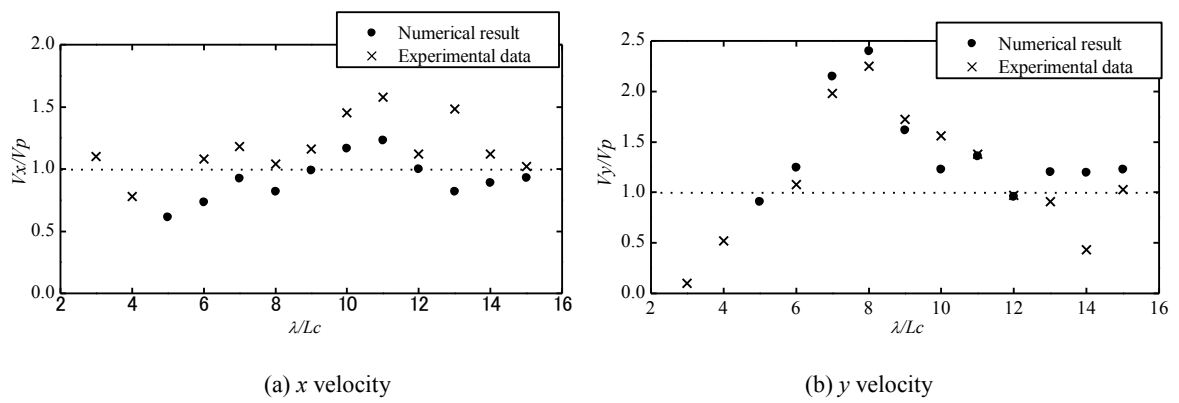 Numerical result
Experimental data
2.0
1.5
1.0
0.5
0.0
Vx/Vp
2 4 6 8 10 12 14 16
λ/Lc
(a) x velocity
Numerical result
Experimental data
2.5
2.0
1.5
1.0
0.5
0.0
Vy/Vp
2 4 6 8 10 12 14 16
λ/Lc
(b) y velocity